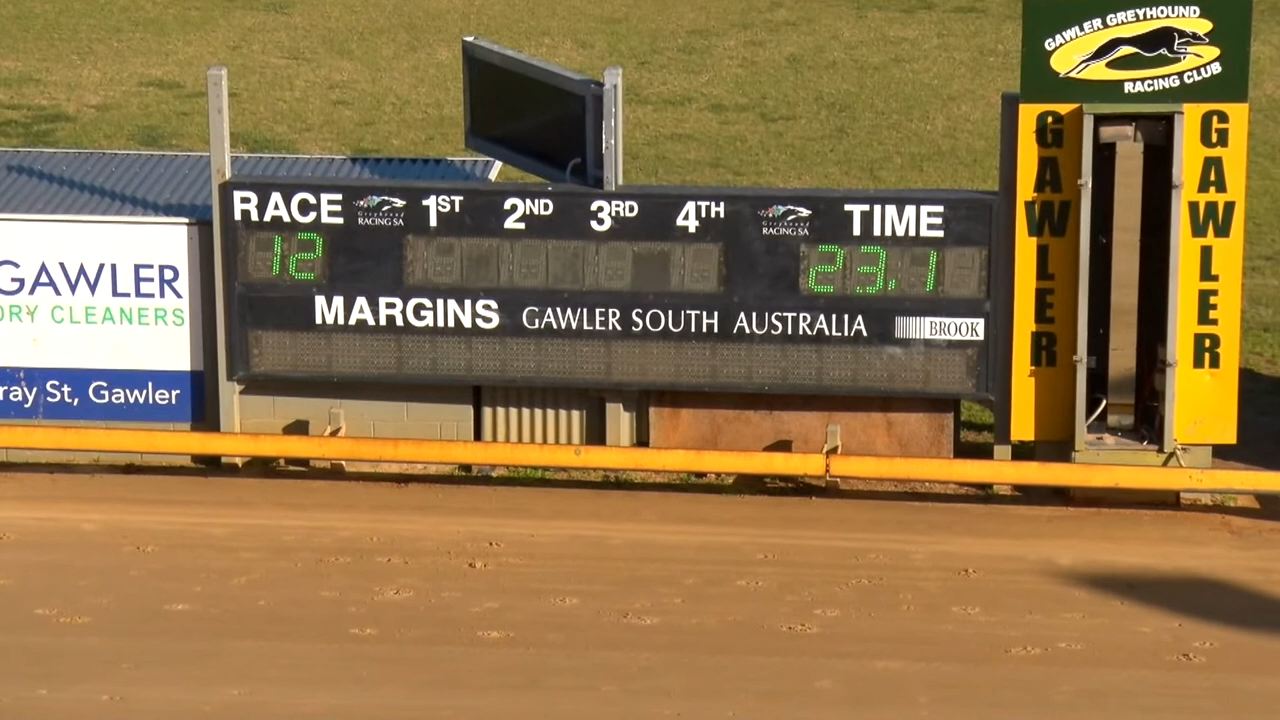 GAWLER GREYHOUND
RACING CLUB
RACE
Greyhound
RACING SA
1ST 2ND 3RD 4TH
Greyhound
RACING SA
TIME
12
23.1
MARGINS GAWLER SOUTH AUSTRALIA BROOK
GAWLER
GAWLER
GAWLER
ORY CLEANERS
ray St, Gawler